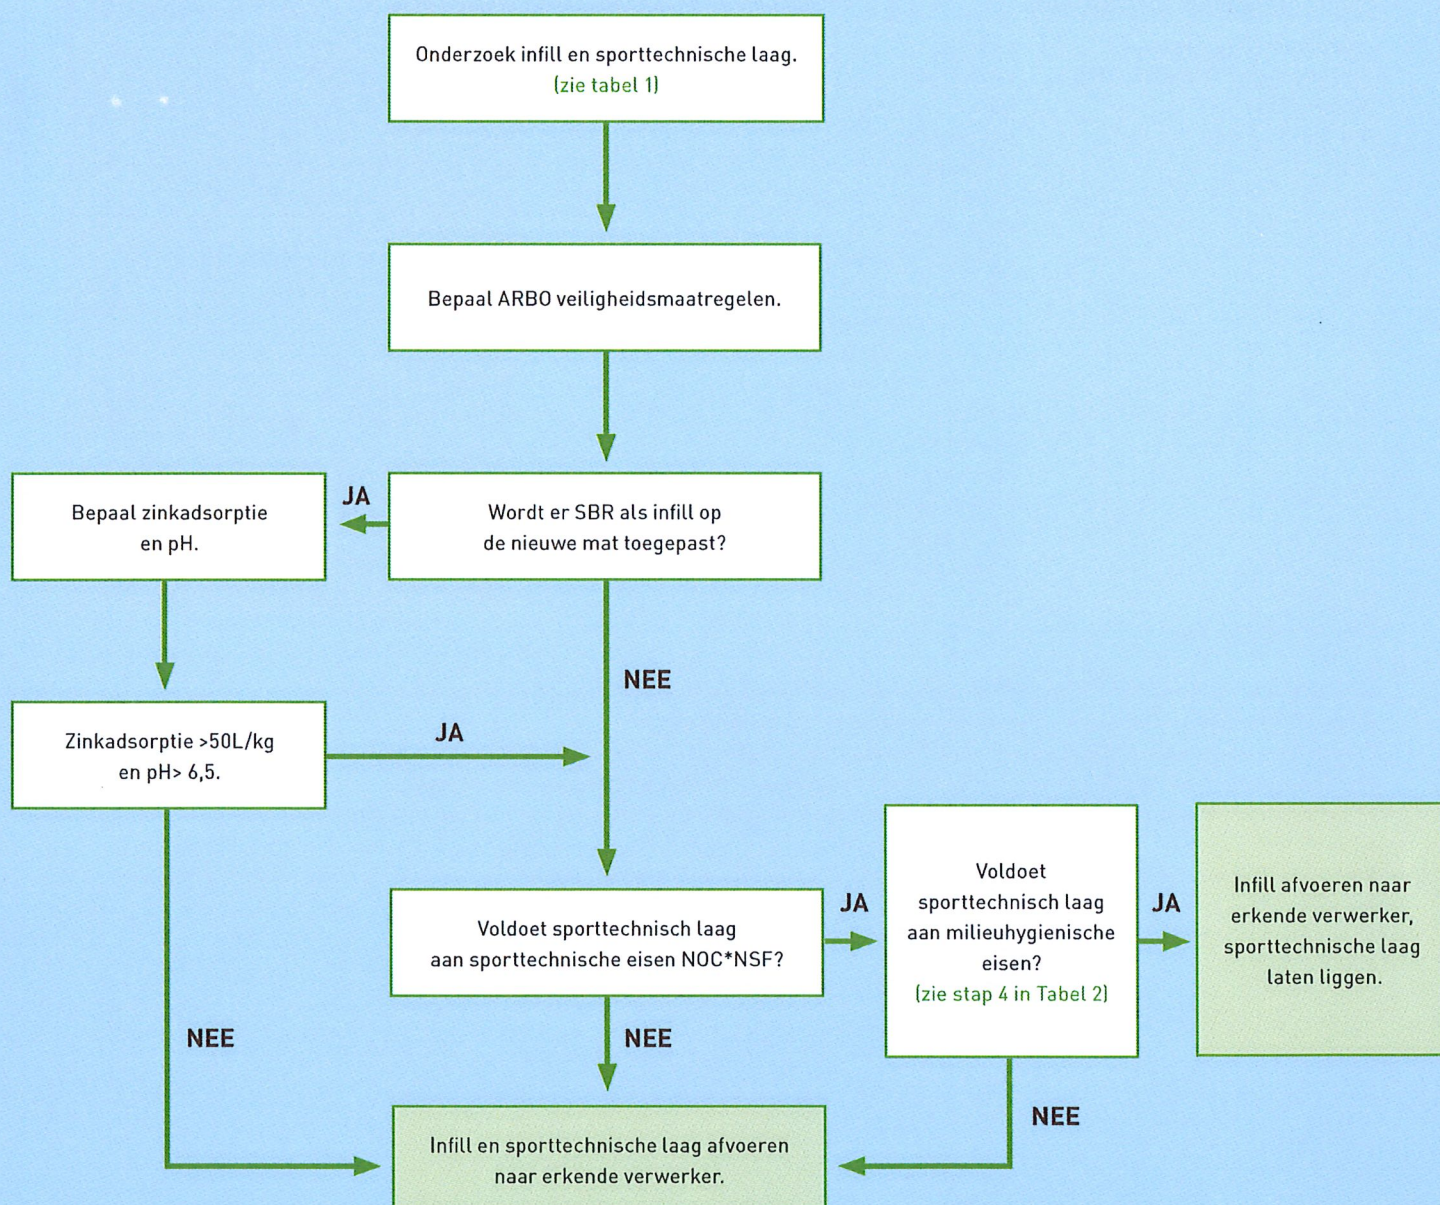 Onderzoek infill en sporttechnische laag.
(zie tabel 1)
Bepaal ARBO veiligheidsmaatregelen.
Bepaal zinkadsorptie
en pH.
JA
Wordt er SBR als infill op
de nieuwe mat toegepast?
NEE
Zinkadsorptie >50L/kg
en pH> 6,5.
JA
NEE
Voldoet sporttechnisch laag
aan sporttechnische eisen NOC*NSF?
JA
NEE
Voldoet
sporttechnisch laag
aan milieuhygienische
eisen?
(zie stap 4 in Tabel 2)
JA
NEE
Infill afvoeren naar
erkende verwerker,
sporttechnische laag
laten liggen.
Infill en sporttechnische laag afvoeren
naar erkende verwerker.